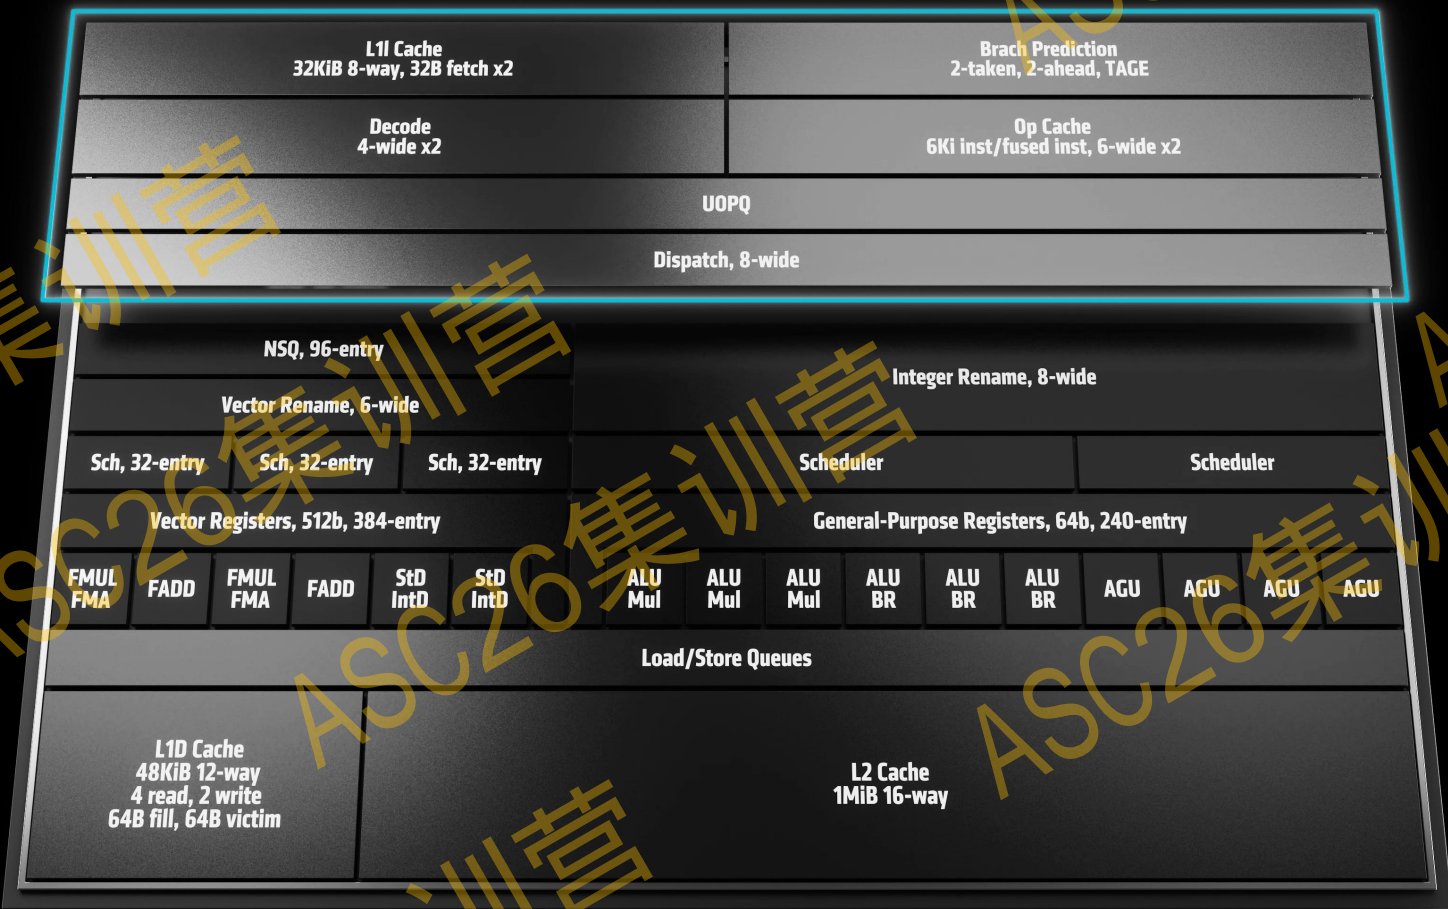 L1I Cache
32KiB 8-way, 32B fetch x2
Brach Prediction
2-taken, 2-ahead, TAGE
Decode
4-wide x2
Op Cache
6Ki inst/fused inst, 6-wide x2
UOPQ
Dispatch, 8-wide
NSQ, 96-entry
Integer Rename, 8-wide
Vector Rename, 6-wide
Sch, 32-entry
Sch, 32-entry
Sch, 32-entry
Scheduler
Scheduler
Vector Registers, 512b, 384-entry
General-Purpose Registers, 64b, 240-entry
FMUL
FMA
FADD
FMUL
FMA
FADD
StD
IntD
StD
IntD
ALU
Mul
ALU
Mul
ALU
Mul
ALU
BR
ALU
BR
ALU
BR
AGU
AGU
AGU
AGU
Load/Store Queues
L1D Cache
48KiB 12-way
4 read, 2 write
64B fill, 64B victim
L2 Cache
1MiB 16-way
ASC26集训营
ASC26集训营
ASC26集训
集训营
训营